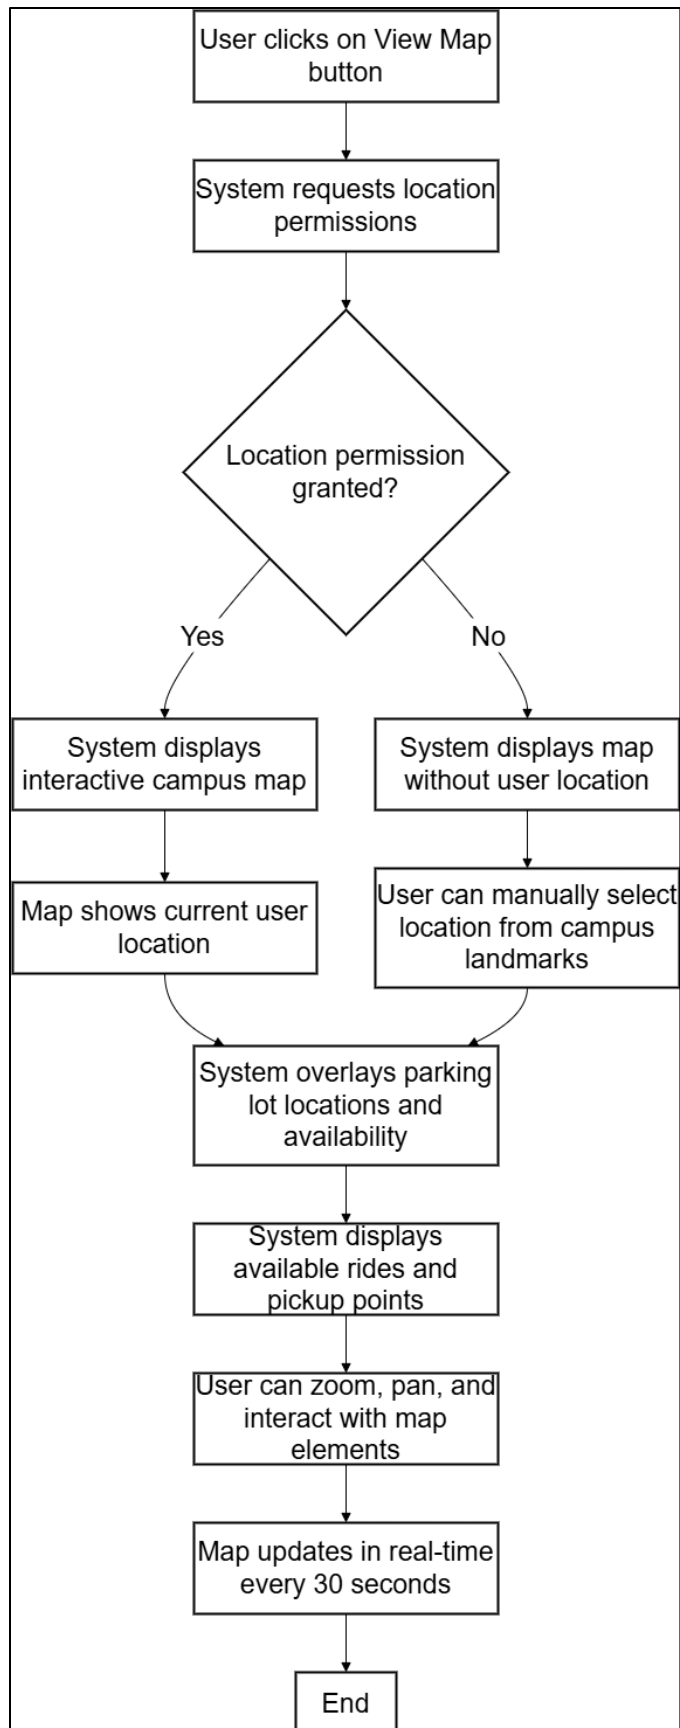 User clicks on View Map
button
System requests location
permissions
Location permission
granted?
Yes
No
System displays
interactive campus map
System displays map
without user location
Map shows current user
location
User can manually select
location from campus
landmarks
System overlays parking
lot locations and
availability
System displays
available rides and
pickup points
User can zoom, pan, and
interact with map
elements
Map updates in real-time
every 30 seconds
End